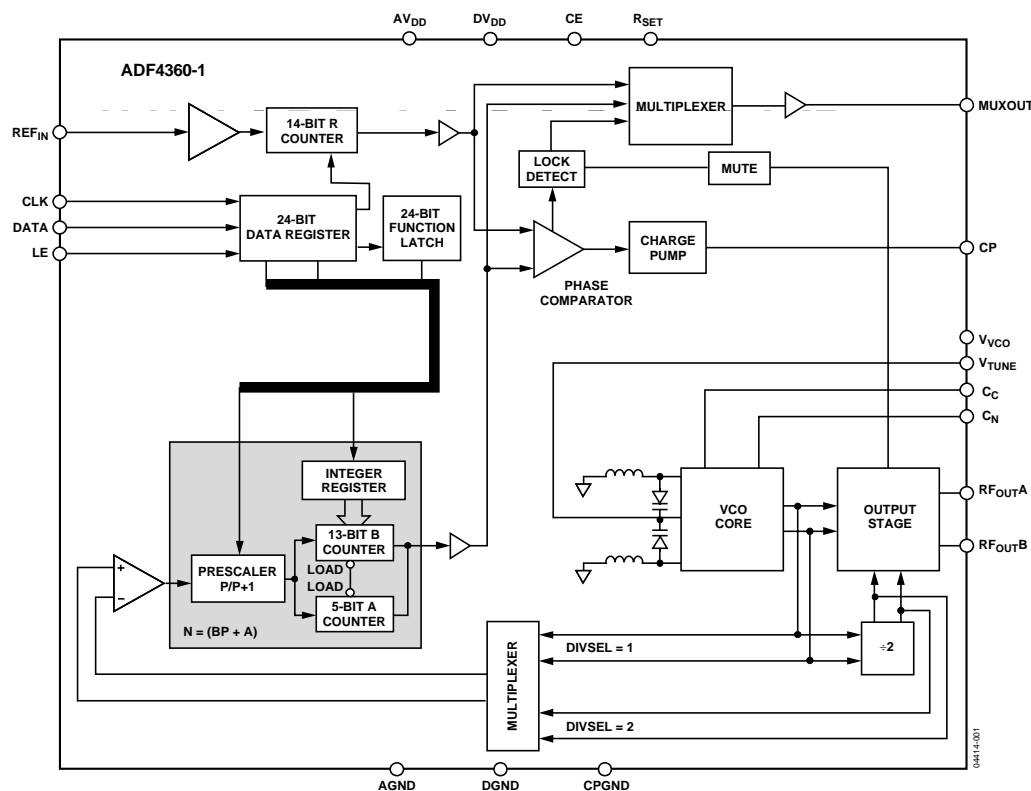 AVDD
DVDD
CE
RSET
ADF4360-1
REFIN
14-BIT R
COUNTER
MULTIPLEXER
MUXOUT
LOCK
DETECT
MUTE
CLK
DATA
LE
24-BIT
DATA REGISTER
24-BIT
FUNCTION
LATCH
CHARGE
PUMP
CP
PHASE
COMPARATOR
VVCO
VTUNE
CC
CN
INTEGER
REGISTER
13-BIT B
COUNTER
LOAD
LOAD
5-BIT A
COUNTER
PRESCALER
P/P+1
+
−
N = (BP + A)
VCO
CORE
OUTPUT
STAGE
RFOUTA
RFOUTB
MULTIPLEXER
DIVSEL = 1
DIVSEL = 2
÷2
04414-001
AGND
DGND
CPGND